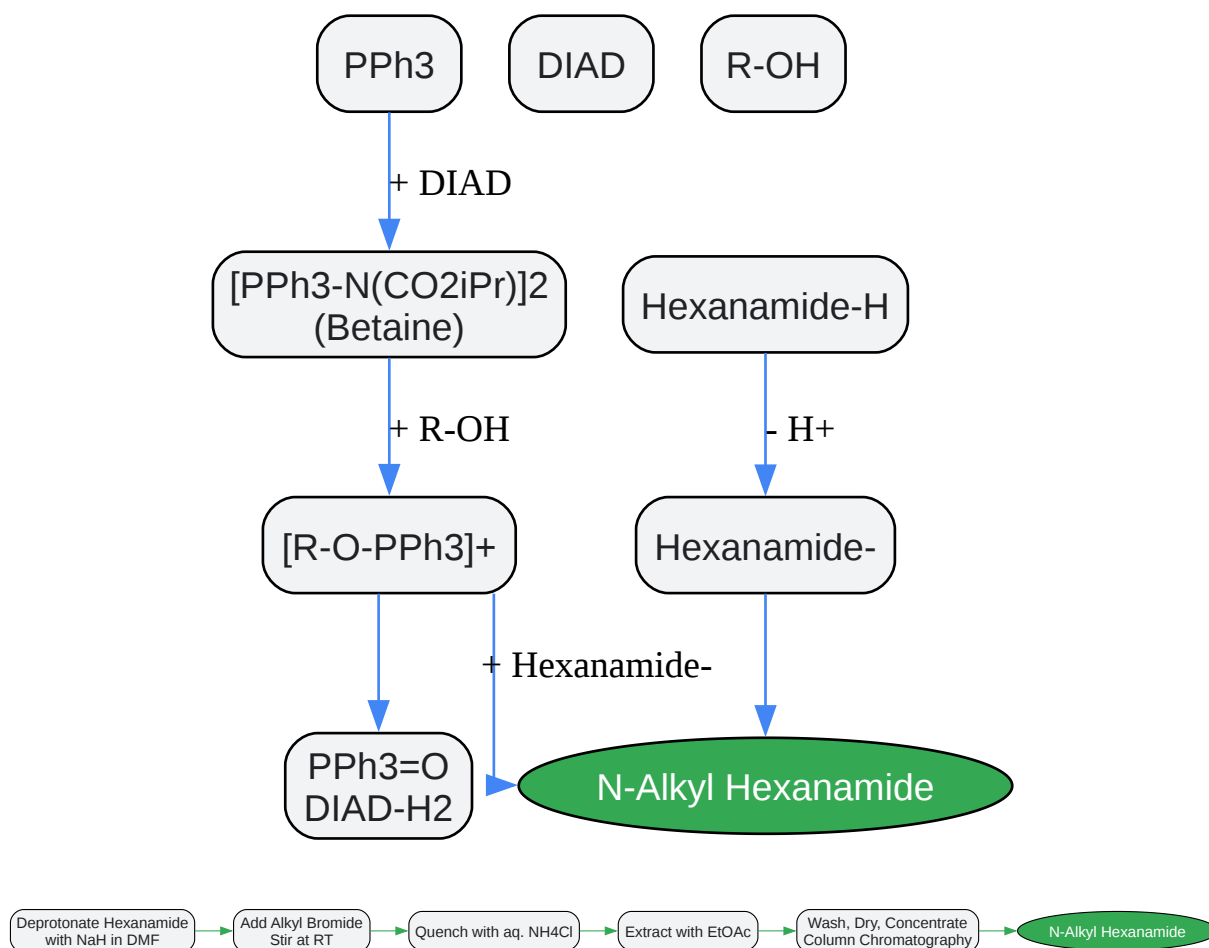 PPh3
DIAD
R-OH
+ DIAD
[PPh3-N(CO2iPr)]2
(Betaine)
Hexanamide-H
+ R-OH
- H+
[R-O-PPh3]+
Hexanamide-
+ Hexanamide-
PPh3=O
DIAD-H2
N-Alkyl Hexanamide
Deprotonate Hexanamide
with NaH in DMF
Add Alkyl Bromide
Stir at RT
Quench with aq. NH4Cl
Extract with EtOAc
Wash, Dry, Concentrate
Column Chromatography
N-Alkyl Hexanamide